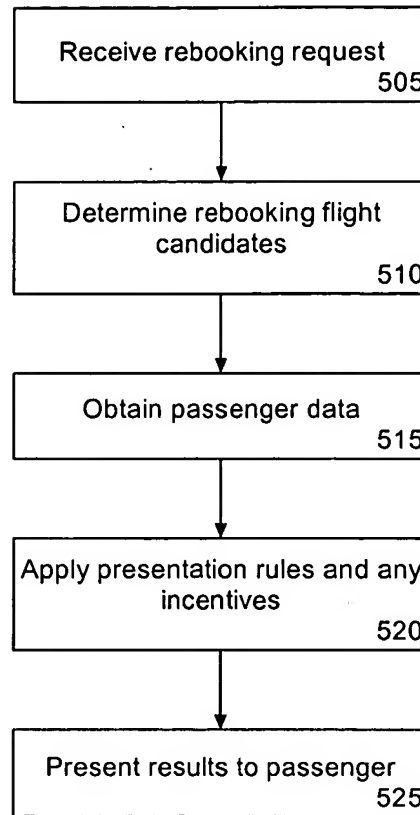 Receive rebooking request
505
Determine rebooking flight
candidates
510
Obtain passenger data
515
Apply presentation rules and any
incentives
520
Present results to passenger
525